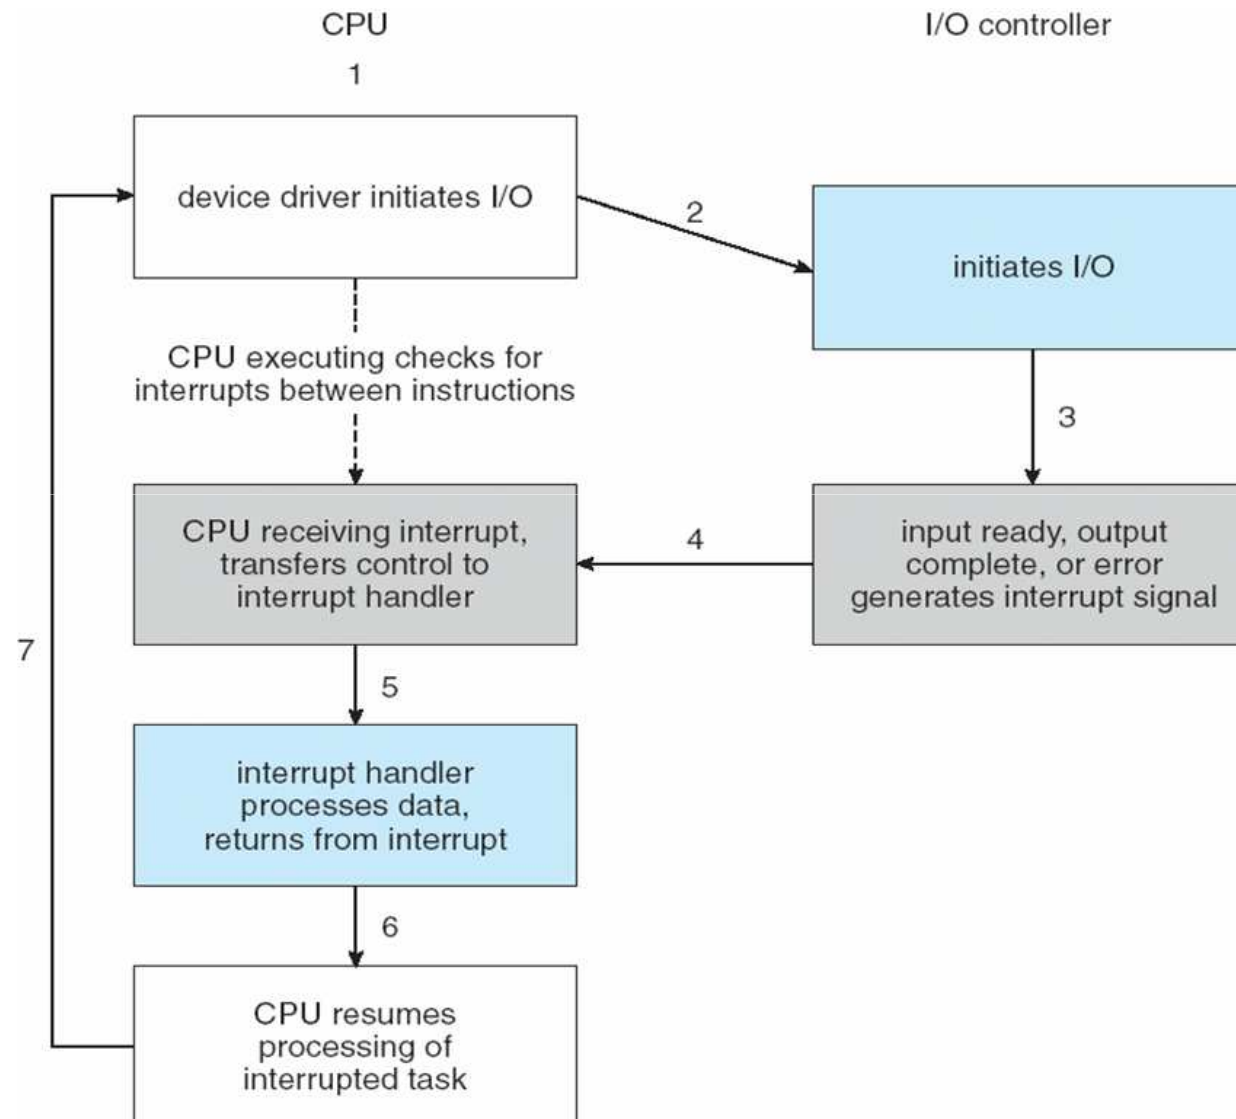 CPU
I/O controller
1
device driver initiates I/O
2
initiates I/O
CPU executing checks for
interrupts between instructions
3
CPU receiving interrupt,
transfers control to
interrupt handler
4
input ready, output
complete, or error
generates interrupt signal
7
5
interrupt handler
processes data,
returns from interrupt
6
CPU resumes
processing of
interrupted task